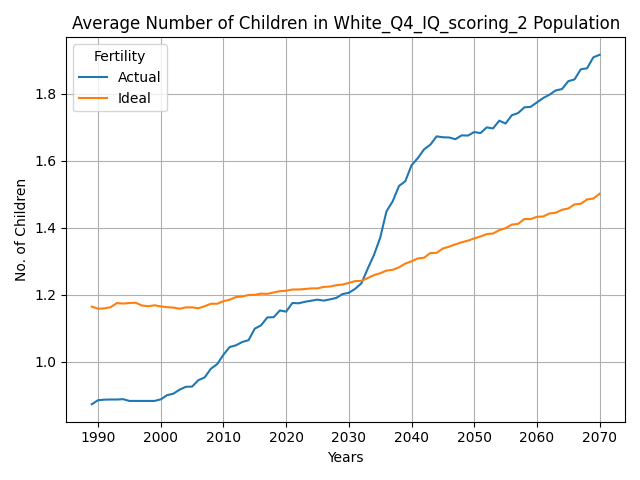 Average Number of Children in White_Q4_IQ_scoring_2 Population
Fertility
Actual
Ideal
No. of Children
1.8
1.6
1.4
1.2
1.0
1990 2000 2010 2020 2030 2040 2050 2060 2070
Years